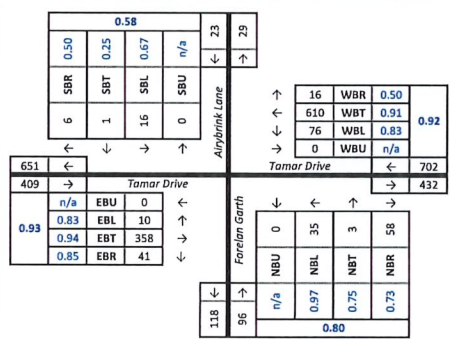 0.58
0.50 0.25 0.67 n/a
SBR SBT SBL SBU
6 1 16 0
← ↓ → ↑
23 29
↓ ↑
Airybrink Lane
↑ 16 WBR 0.50
← 610 WBT 0.91
↓ 76 WBL 0.83
0 WBU n/a
0.92
Tamar Drive ← 702
→ 432
651 ←
409 → Tamar Drive
0.93
n/a EBU 0 ←
0.83 EBL 10 ↑
0.94 EBT 358 →
0.85 EBR 41 ↓
Farelan Garth
↓ ← ↑ →
0 35 3 58
NBU NBL NBT NBR
n/a 0.97 0.75 0.73
0.80
↓ ↑
118 96